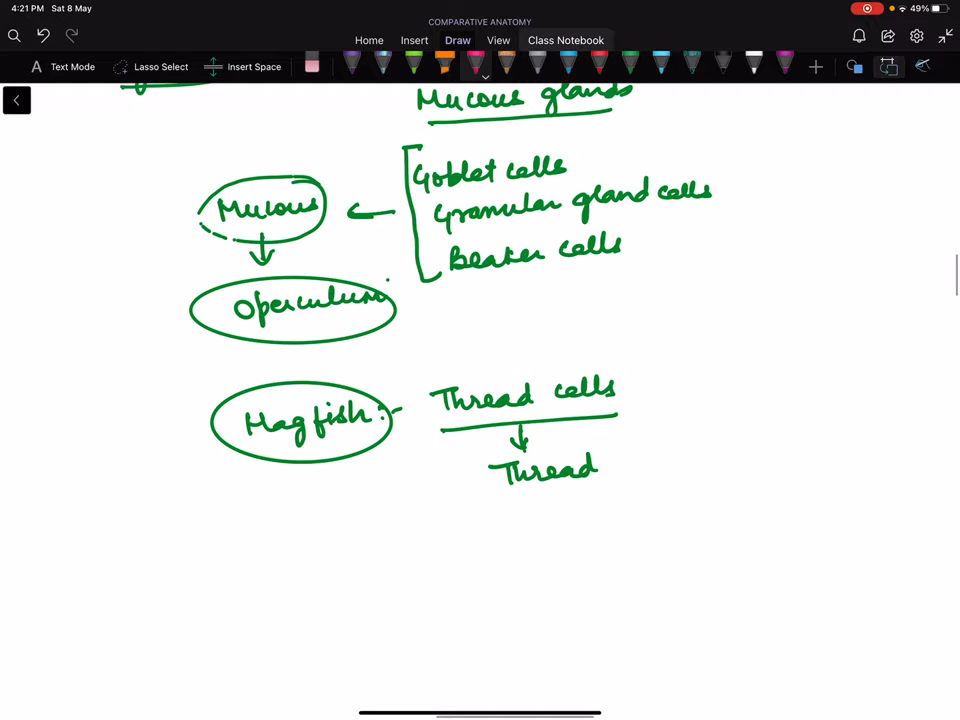 4:21 PM Sat 8 May
49%
COMPARATIVE ANATOMY
Home Insert Draw View Class Notebook
Text Mode Lasso Select Insert Space
Mucous glands
Goblet cells
Mucous
Granular gland cells
Beaker cells
Operculum
Hagfish:- Thread cells
Thread